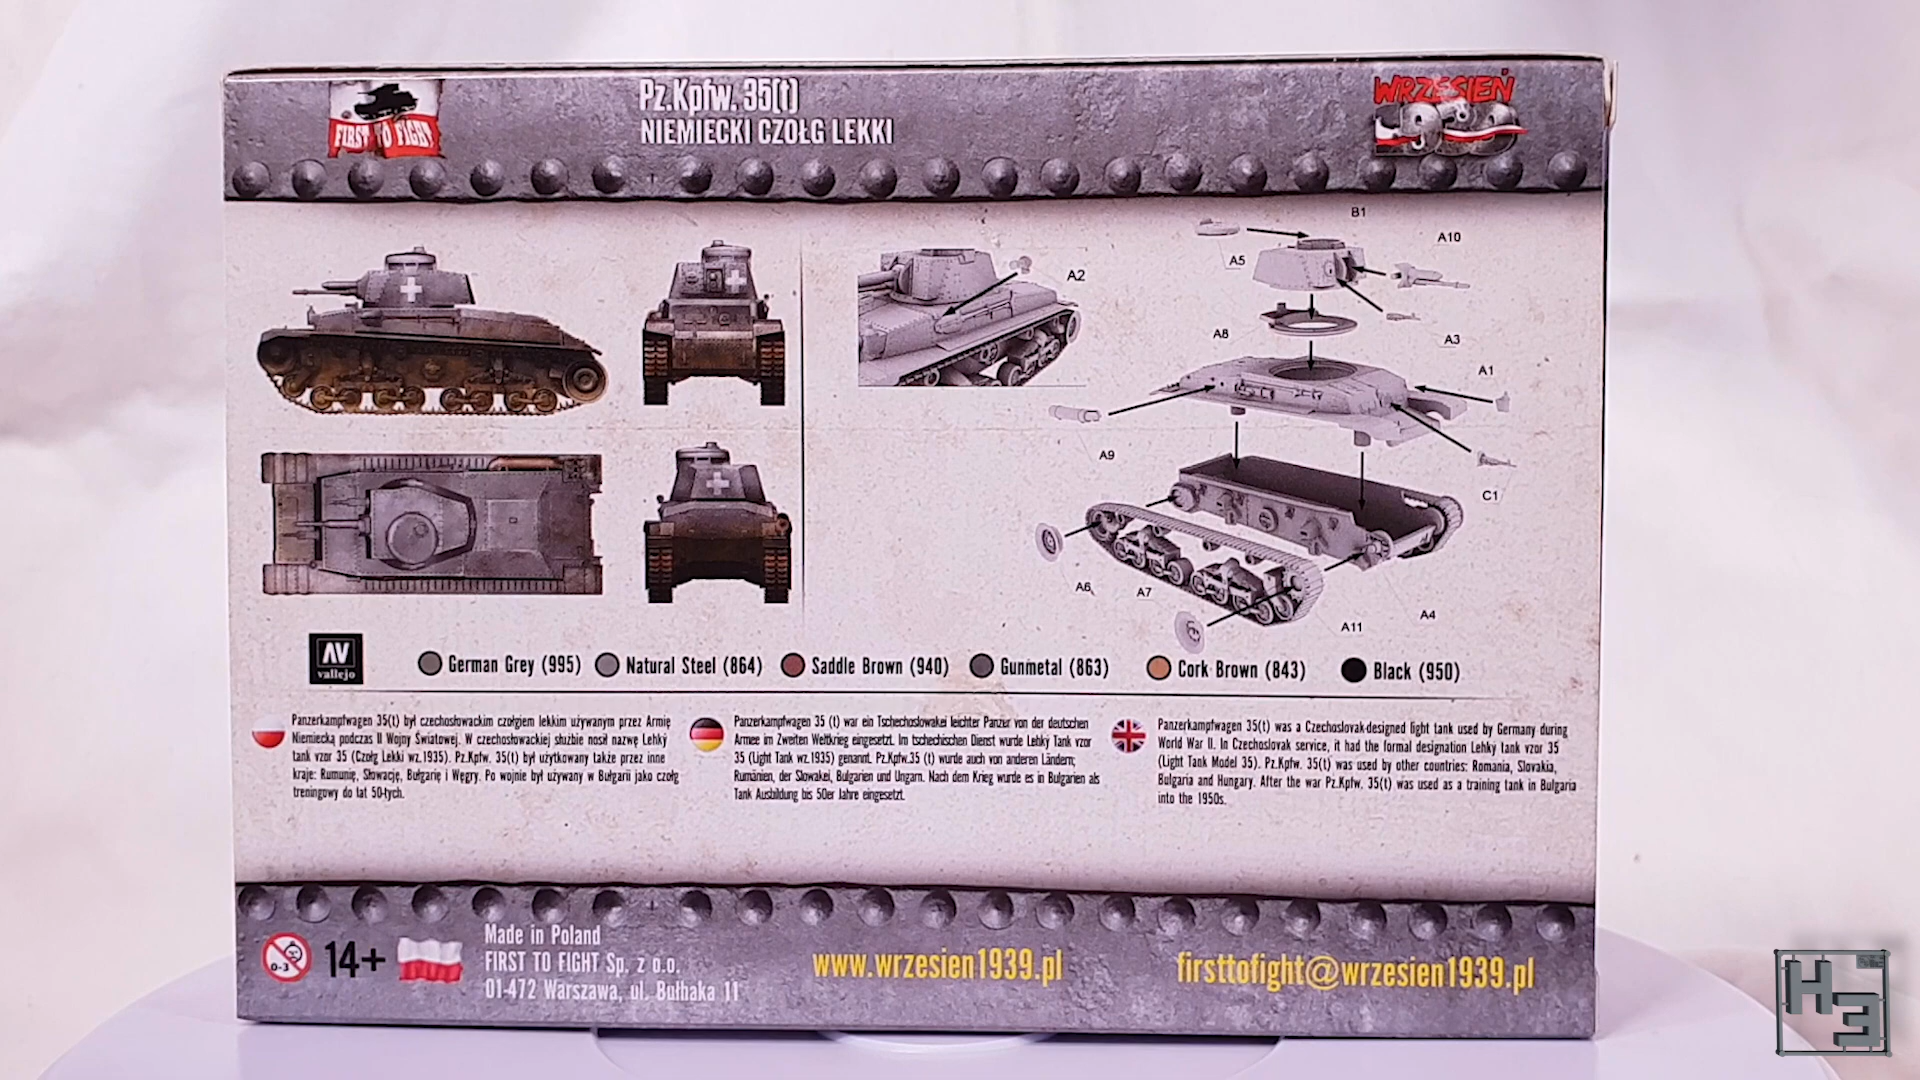 FIRST TO FIGHT
Pz.Kpfw. 35(t)
NIEMIECKI CZOŁG LEKKI
WRZESIEŃ
1939
A2
B1
A10
A5
A8
A3
A1
A9
C1
A6
A7
A4
A11
AV
vallejo
German Grey (995)
Natural Steel (864)
Saddle Brown (940)
Gunmetal (863)
Cork Brown (843)
Black (950)
Panzerkampfwagen 35(t) był czechosłowackim czołgiem lekkim używanym przez Armię
Niemiecką podczas II Wojny Światowej. W czechosłowackiej służbie nosił nazwę Lehký
tank vzor 35 (Czołg Lekki wz.1935). Pz.Kpfw. 35(t) był użytkowany także przez inne
kraje: Rumunię, Słowację, Bułgarię i Węgry. Po wojnie był używany w Bułgarii jako czołg
treningowy do lat 50-tych.
Panzerkampfwagen 35 (t) war ein Tschechoslowakei leichter Panzer von der deutschen
Armee im Zweiten Weltkrieg eingesetzt. Im tschechischen Dienst wurde Lehký Tank vzor
35 (Light Tank wz.1935) genannt. Pz.Kpfw.35 (t) wurde auch von anderen Ländern;
Rumänien, der Slowakei, Bulgarien und Ungarn. Nach dem Krieg wurde es in Bulgarien als
Tank Ausbildung bis 50er Jahre eingesetzt.
Panzerkampfwagen 35(t) was a Czechoslovak-designed light tank used by Germany during
World War II. In Czechoslovak service, it had the formal designation Lehky tank vzor 35
(Light Tank Model 35). Pz.Kpfw. 35(t) was used by other countries: Romania, Slovakia,
Bulgaria and Hungary. After the war Pz.Kpfw. 35(t) was used as a training tank in Bulgaria
into the 1950s.
0-3
14+
Made in Poland
FIRST TO FIGHT Sp. z o.o.
01-472 Warszawa, ul. Bułhaka 11
www.wrzesien1939.pl
firsttofight@wrzesien1939.pl
H3